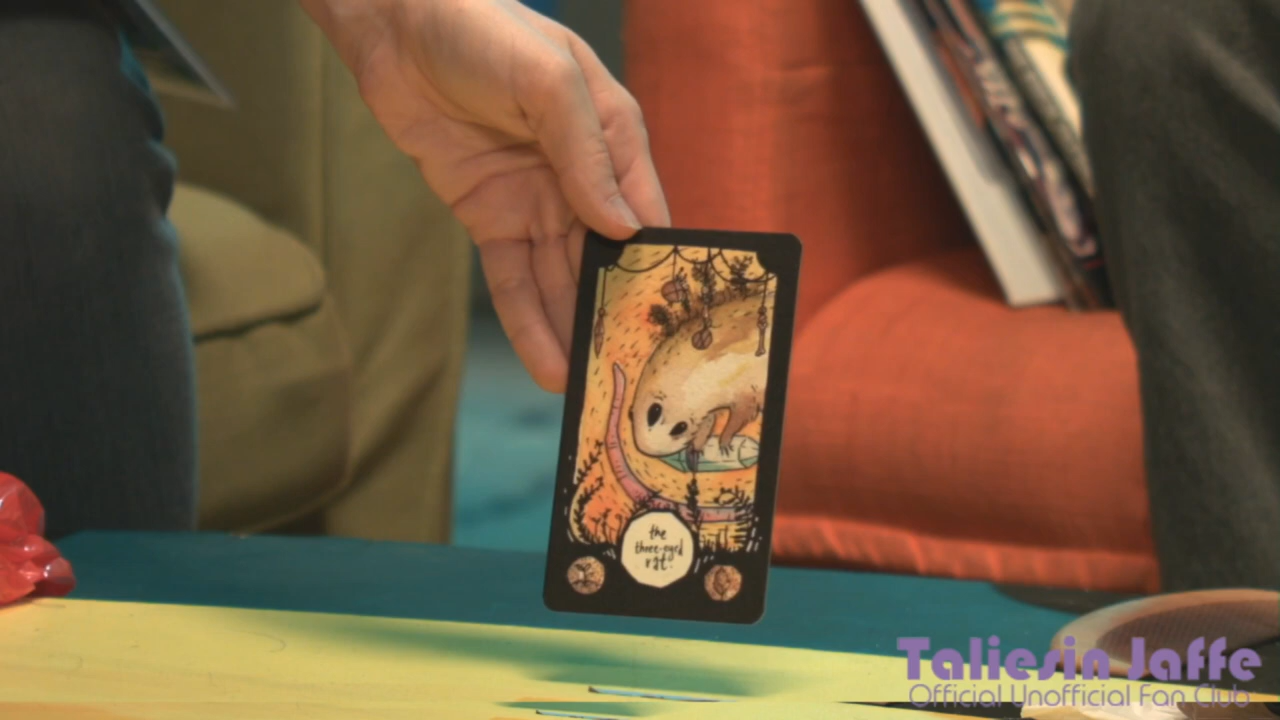 the
three-eyed
rat.
Taliesin Jaffe
Official Unofficial Fan Club